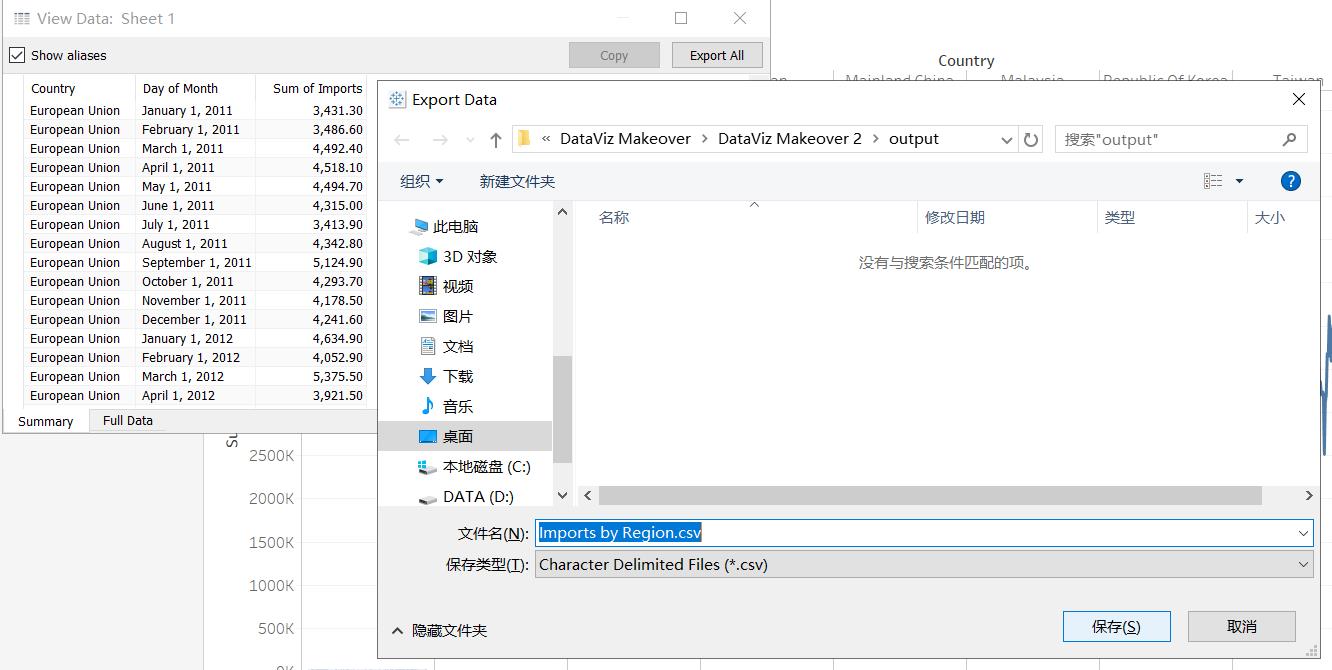 View Data: Sheet 1
Show aliases
Copy
Export All
Country Day of Month Sum of Imports
European Union January 1, 2011 3,431.30
European Union February 1, 2011 3,486.60
European Union March 1, 2011 4,492.40
European Union April 1, 2011 4,518.10
European Union May 1, 2011 4,494.70
European Union June 1, 2011 4,315.00
European Union July 1, 2011 3,413.90
European Union August 1, 2011 4,342.80
European Union September 1, 2011 5,124.90
European Union October 1, 2011 4,293.70
European Union November 1, 2011 4,178.50
European Union December 1, 2011 4,241.60
European Union January 1, 2012 4,634.90
European Union February 1, 2012 4,052.90
European Union March 1, 2012 5,375.50
European Union April 1, 2012 3,921.50
Summary Full Data
Country
Mainland China Malaysia Republic Of Korea Taiwan
2500K
2000K
1500K
1000K
500K
0K
Export Data
« DataViz Makeover › DataViz Makeover 2 › output
搜索"output"
组织 新建文件夹
?
此电脑
3D 对象
视频
图片
文档
下载
音乐
桌面
本地磁盘 (C:)
DATA (D:)
名称 修改日期 类型 大小
没有与搜索条件匹配的项。
文件名(N): Imports by Region.csv
保存类型(T): Character Delimited Files (*.csv)
隐藏文件夹
保存(S)
取消